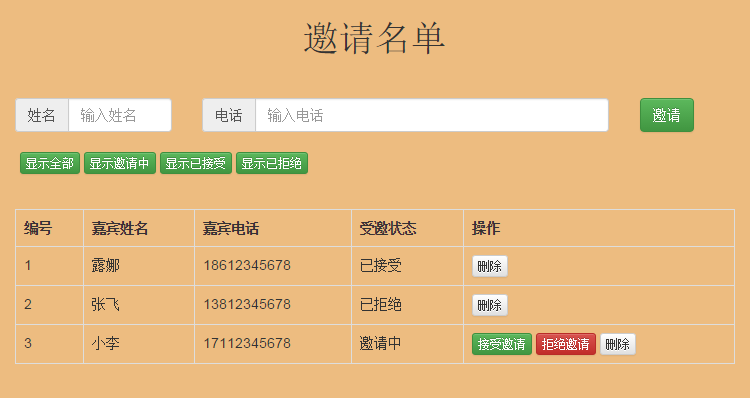 邀请名单
姓名 输入姓名 电话 输入电话 邀请
显示全部 显示邀请中 显示已接受 显示已拒绝
编号 嘉宾姓名 嘉宾电话 受邀状态 操作
1 露娜 18612345678 已接受 删除
2 张飞 13812345678 已拒绝 删除
3 小李 17112345678 邀请中 接受邀请 拒绝邀请 删除